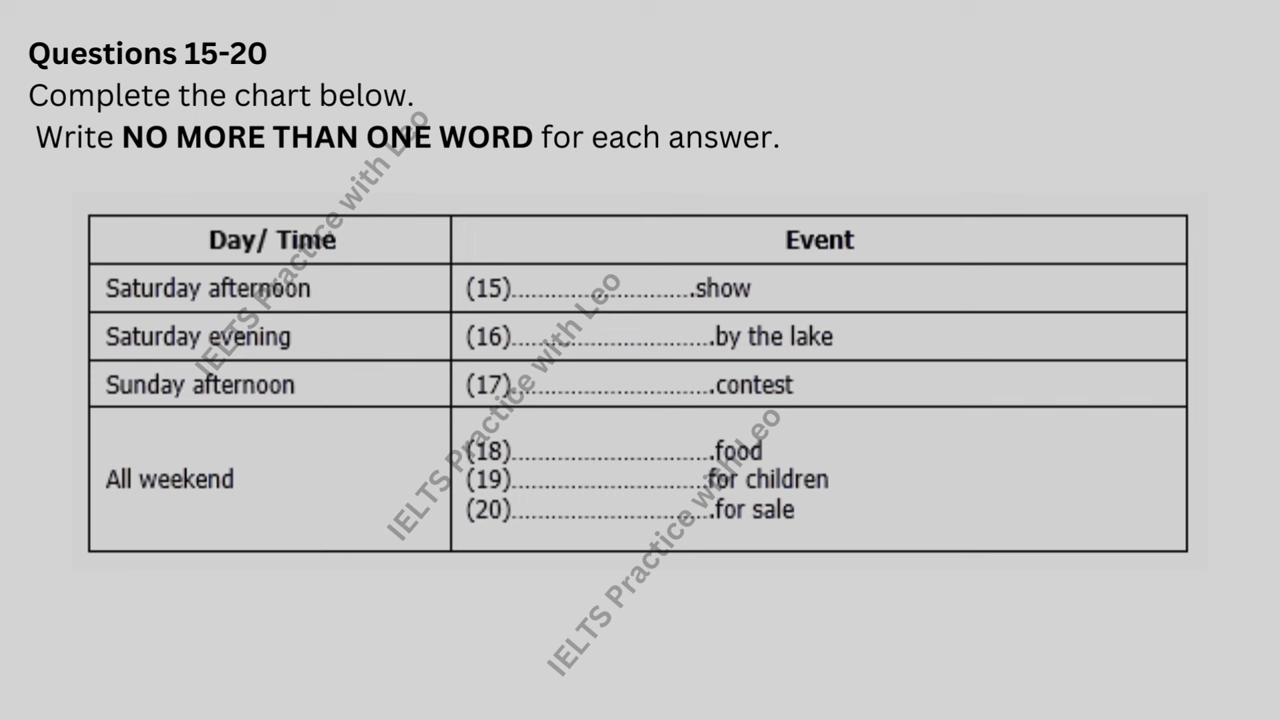 Questions 15-20
Complete the chart below.
Write NO MORE THAN ONE WORD for each answer.
Day/ Time Event
Saturday afternoon (15)............................show
Saturday evening (16)...............................by the lake
Sunday afternoon (17)...............................contest
(18)...............................food
All weekend (19)..............................for children
(20)...............................for sale
IELTS Practice with Leo
IELTS Practice with Leo
IELTS Practice with Leo